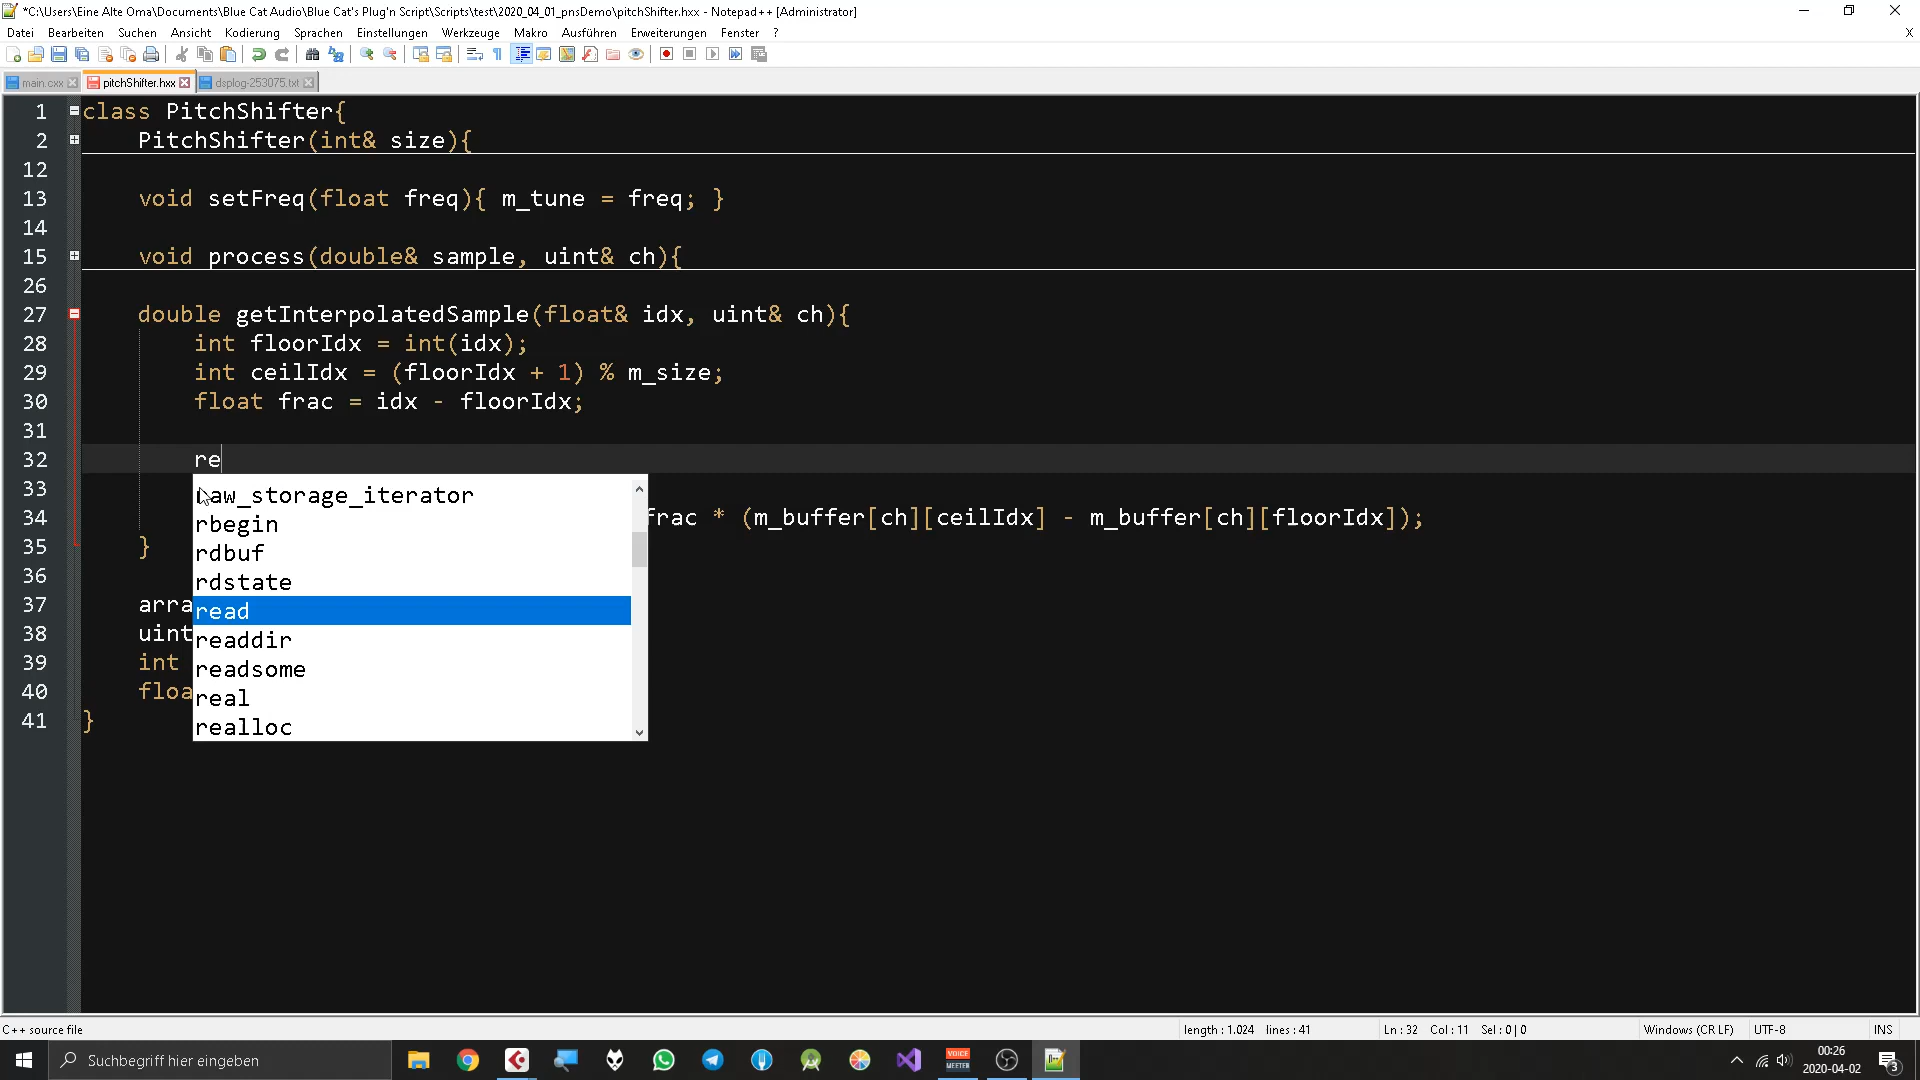 *C:\Users\Eine Alte Oma\Documents\Blue Cat Audio\Blue Cat's Plug'n Script\Scripts\test\2020_04_01_pnsDemo\pitchShifter.hxx - Notepad++ [Administrator]
Datei Bearbeiten Suchen Ansicht Kodierung Sprachen Einstellungen Werkzeuge Makro Ausführen Erweiterungen Fenster ? X
main.cxx pitchShifter.hxx dsplog-253075.txt
1 class PitchShifter{
2 PitchShifter(int& size){
12
13 void setFreq(float freq){ m_tune = freq; }
14
15 void process(double& sample, uint& ch){
26
27 double getInterpolatedSample(float& idx, uint& ch){
28 int floorIdx = int(idx);
29 int ceilIdx = (floorIdx + 1) % m_size;
30 float frac = idx - floorIdx;
31
32 re
33 raw_storage_iterator
34 frac * (m_buffer[ch][ceilIdx] - m_buffer[ch][floorIdx]);
rbegin
35 }
rdbuf
36
rdstate
37 arra
read
38 uint
readdir
39 int
readsome
40 floa
real
41 }
realloc
C++ source file length : 1.024 lines : 41 Ln : 32 Col : 11 Sel : 0 | 0 Windows (CR LF) UTF-8 INS
Suchbegriff hier eingeben
VOICE MEETER
00:26
2020-04-02
3